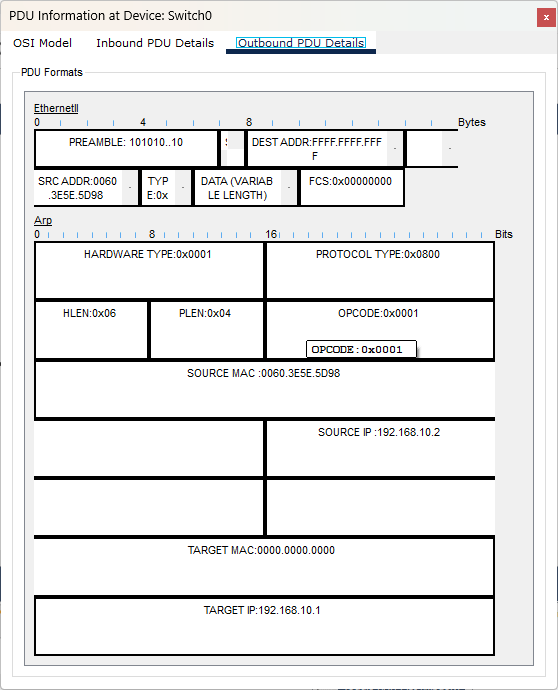 PDU Information at Device: Switch0
x
OSI Model Inbound PDU Details Outbound PDU Details
PDU Formats
EthernetII
0 4 8 Bytes
PREAMBLE: 101010..10
DEST ADDR:FFFF.FFFF.FFF
F
SRC ADDR:0060
.3E5E.5D98
TYP
E:0x
DATA (VARIAB
LE LENGTH)
FCS:0x00000000
Arp
0 8 16 Bits
HARDWARE TYPE:0x0001 PROTOCOL TYPE:0x0800
HLEN:0x06 PLEN:0x04 OPCODE:0x0001
OPCODE:0x0001
SOURCE MAC :0060.3E5E.5D98
SOURCE IP :192.168.10.2
TARGET MAC:0000.0000.0000
TARGET IP:192.168.10.1